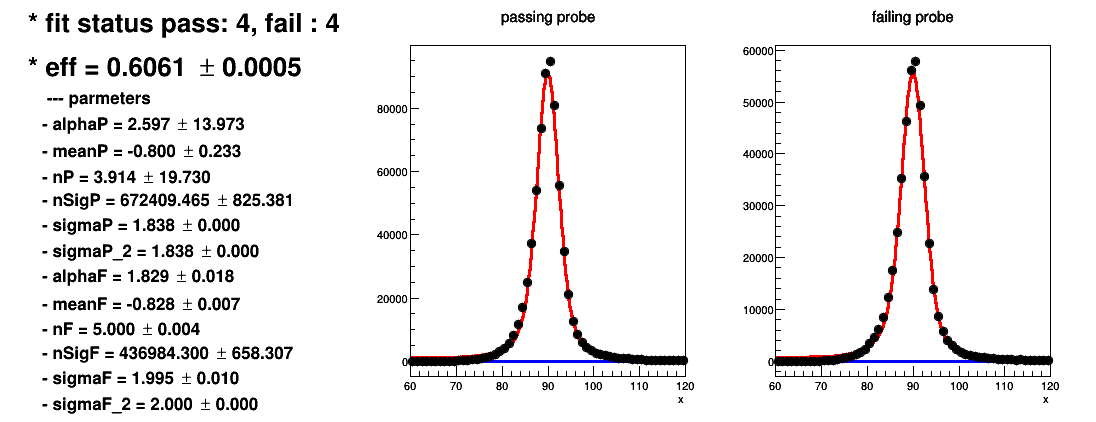 * fit status pass: 4, fail : 4
* eff = 0.6061 ± 0.0005
--- parmeters
- alphaP = 2.597 ± 13.973
- meanP = -0.800 ± 0.233
- nP = 3.914 ± 19.730
- nSigP = 672409.465 ± 825.381
- sigmaP = 1.838 ± 0.000
- sigmaP_2 = 1.838 ± 0.000
- alphaF = 1.829 ± 0.018
- meanF = -0.828 ± 0.007
- nF = 5.000 ± 0.004
- nSigF = 436984.300 ± 658.307
- sigmaF = 1.995 ± 0.010
- sigmaF_2 = 2.000 ± 0.000
passing probe
80000
60000
40000
20000
0
60 70 80 90 100 110 120
x
failing probe
60000
50000
40000
30000
20000
10000
0
60 70 80 90 100 110 120
x